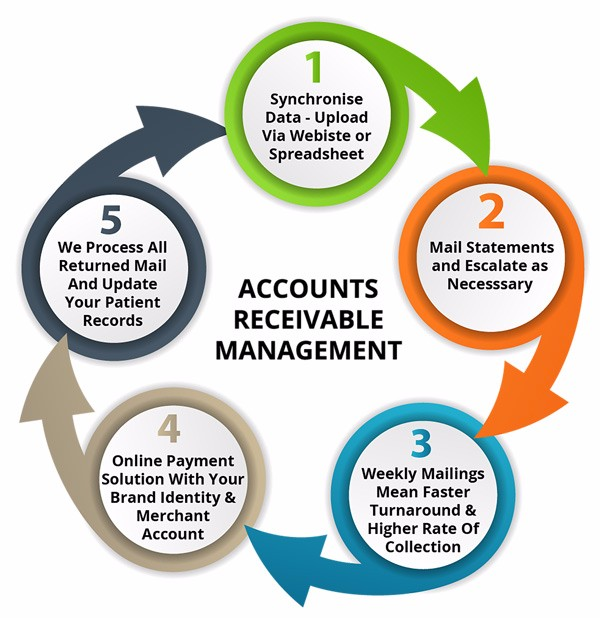 1
Synchronise
Data - Upload
Via Webiste or
Spreadsheet
2
Mail Statements
and Escalate as
Necesssary
3
Weekly Mailings
Mean Faster
Turnaround &
Higher Rate Of
Collection
4
Online Payment
Solution With Your
Brand Identity &
Merchant
Account
5
We Process All
Returned Mail
And Update
Your Patient
Records
ACCOUNTS
RECEIVABLE
MANAGEMENT